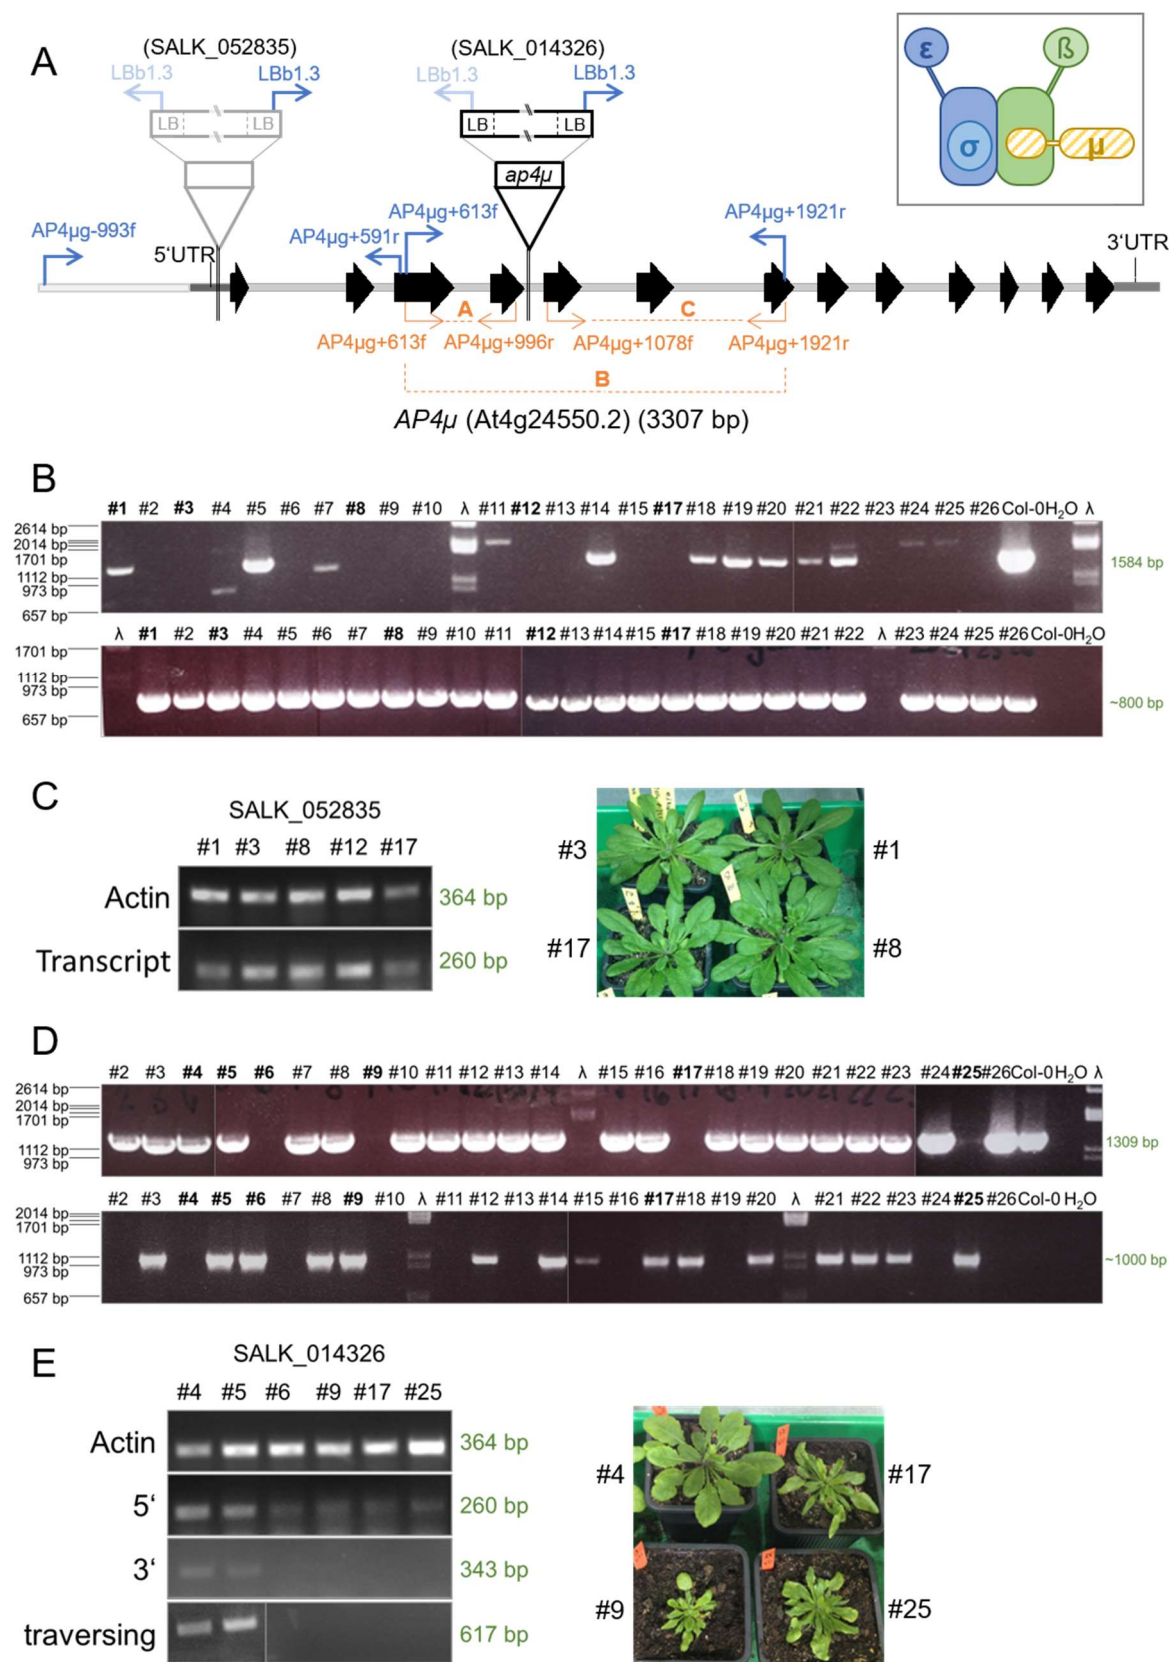 A
(SALK_052835)
(SALK_014326)
LBb1.3 LBb1.3 LBb1.3 LBb1.3
LB LB LB LB
ap4μ
ε ß
σ μ
AP4μg-993f
AP4μg+591r
AP4μg+613f
AP4μg+1921r
5'UTR
3'UTR
A C
AP4μg+613f AP4μg+996r AP4μg+1078f AP4μg+1921r
B
AP4μ (At4g24550.2) (3307 bp)
B
#1 #2 #3 #4 #5 #6 #7 #8 #9 #10 λ #11 #12 #13 #14 #15 #17 #18 #19 #20 #21 #22 #23 #24 #25 #26 Col-0 H₂O λ
2614 bp
2014 bp
1701 bp
1112 bp
973 bp
657 bp
1584 bp
λ #1 #2 #3 #4 #5 #6 #7 #8 #9 #10 #11 #12 #13 #14 #15 #17 #18 #19 #20 #21 #22 λ #23 #24 #25 #26 Col-0 H₂O
1701 bp
1112 bp
973 bp
657 bp
~800 bp
C
SALK_052835
#1 #3 #8 #12 #17
Actin 364 bp
Transcript 260 bp
#3 #1
#17 #8
D
#2 #3 #4 #5 #6 #7 #8 #9 #10 #11 #12 #13 #14 λ #15 #16 #17 #18 #19 #20 #21 #22 #23 #24 #25 #26 Col-0 H₂O λ
2614 bp
2014 bp
1701 bp
1112 bp
973 bp
1309 bp
#2 #3 #4 #5 #6 #7 #8 #9 #10 λ #11 #12 #13 #14 #15 #16 #17 #18 #19 #20 λ #21 #22 #23 #24 #25 #26 Col-0 H₂O
2014 bp
1701 bp
1112 bp
973 bp
657 bp
~1000 bp
E
SALK_014326
#4 #5 #6 #9 #17 #25
Actin 364 bp
5' 260 bp
3' 343 bp
traversing 617 bp
#4 #17
#9 #25